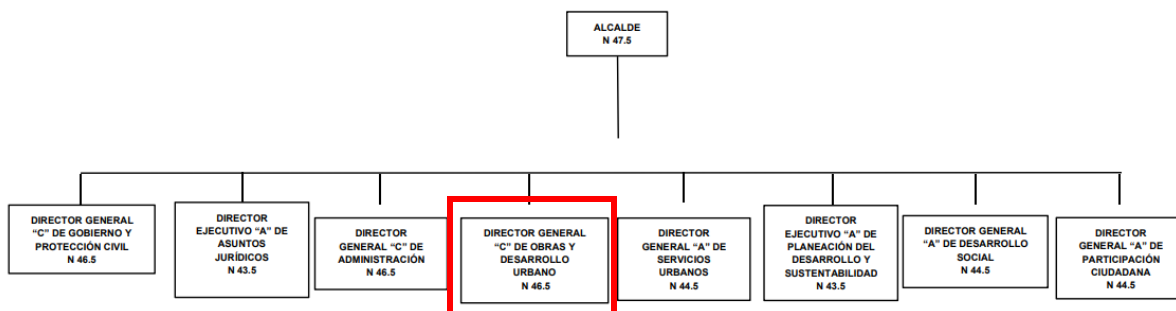 ALCALDE
N 47.5
DIRECTOR GENERAL
“C” DE GOBIERNO Y
PROTECCIÓN CIVIL
N 46.5
DIRECTOR
EJECUTIVO “A” DE
ASUNTOS
JURÍDICOS
N 43.5
DIRECTOR
GENERAL “C” DE
ADMINISTRACIÓN
N 46.5
DIRECTOR GENERAL
“C” DE OBRAS Y
DESARROLLO
URBANO
N 46.5
DIRECTOR
GENERAL “A” DE
SERVICIOS
URBANOS
N 44.5
DIRECTOR
EJECUTIVO “A” DE
PLANEACIÓN DEL
DESARROLLO Y
SUSTENTABILIDAD
N 43.5
DIRECTOR GENERAL
“A” DE DESARROLLO
SOCIAL
N 44.5
DIRECTOR
GENERAL “A” DE
PARTICIPACIÓN
CIUDADANA
N 44.5